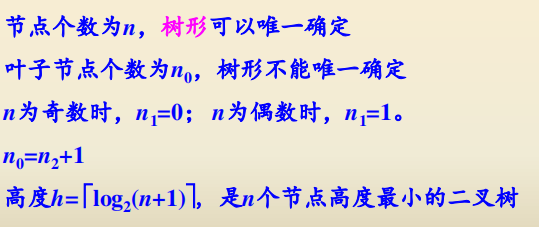 节点个数为n，树形可以唯一确定
叶子节点个数为n₀，树形不能唯一确定
n为奇数时，n₁=0；n为偶数时，n₁=1。
n₀=n₂+1
高度h=⌈log₂(n+1)⌉，是n个节点高度最小的二叉树